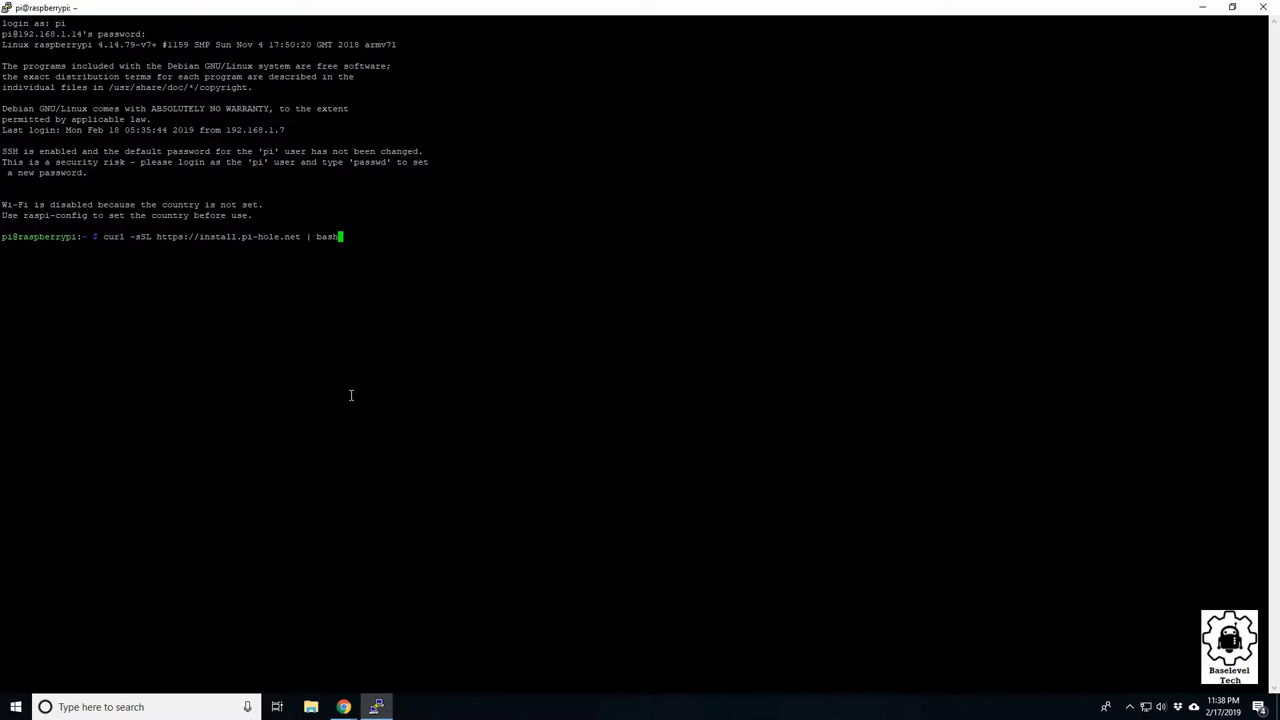 pi@raspberrypi: ~
login as: pi
pi@192.168.1.14's password:
Linux raspberrypi 4.14.79-v7+ #1159 SMP Sun Nov 4 17:50:20 GMT 2018 armv7l

The programs included with the Debian GNU/Linux system are free software;
the exact distribution terms for each program are described in the
individual files in /usr/share/doc/*/copyright.

Debian GNU/Linux comes with ABSOLUTELY NO WARRANTY, to the extent
permitted by applicable law.
Last login: Mon Feb 18 05:35:44 2019 from 192.168.1.7

SSH is enabled and the default password for the 'pi' user has not been changed.
This is a security risk - please login as the 'pi' user and type 'passwd' to set
 a new password.

Wi-Fi is disabled because the country is not set.
Use raspi-config to set the country before use.

pi@raspberrypi:~ $ curl -sSL https://install.pi-hole.net | bash
Baselevel
Tech
Type here to search
11:38 PM
2/17/2019
4